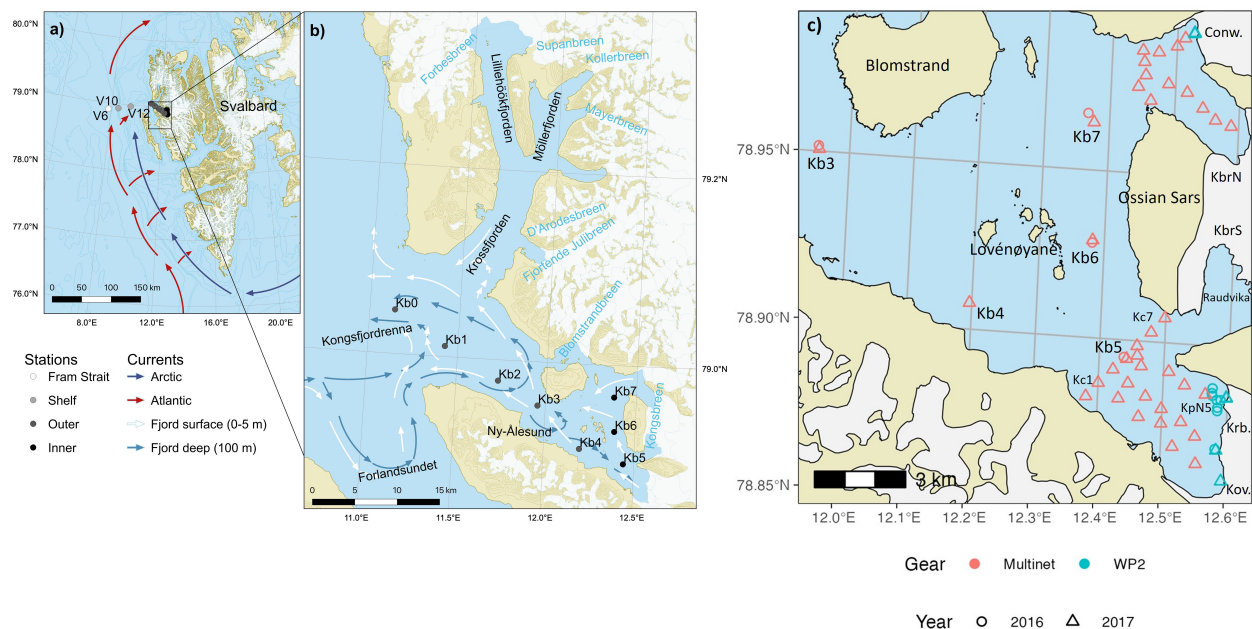 a)
80.0°N
79.0°N
78.0°N
77.0°N
76.0°N
V10
V6
V12
Svalbard
0 50 100 150 km
8.0°E 12.0°E 16.0°E 20.0°E
Stations
Fram Strait
Shelf
Outer
Inner
Currents
Arctic
Atlantic
Fjord surface (0-5 m)
Fjord deep (100 m)
b)
Forbesbreen
Lilliehöökfjorden
Supanbreen
Kollerbreen
Mayerbreen
Möllerfjorden
79.2°N
D'Arodesbreen
Fjortende Julibreen
Krossfjorden
Kb0
Kongsfjordrenna
Kb1
Blomstrandbreen
79.0°N
Kb2
Kb3
Kb7
Kongsbreen
Ny-Ålesund
Kb6
Kb4
Kb5
Forlandsundet
0 5 10 15 km
11.0°E 11.5°E 12.0°E 12.5°E
c)
Conw.
Blomstrand
Kb7
78.95°N
Kb3
KbrN
Ossian Sars
KbrS
Lovénøyane
Kb6
Raudvika
Kb4
78.90°N
Kc7
Kb5
Kc1
KpN5
Krb.
78.85°N
3 km
Kov.
12.0°E 12.1°E 12.2°E 12.3°E 12.4°E 12.5°E 12.6°E
Gear Multinet WP2
Year 2016 2017